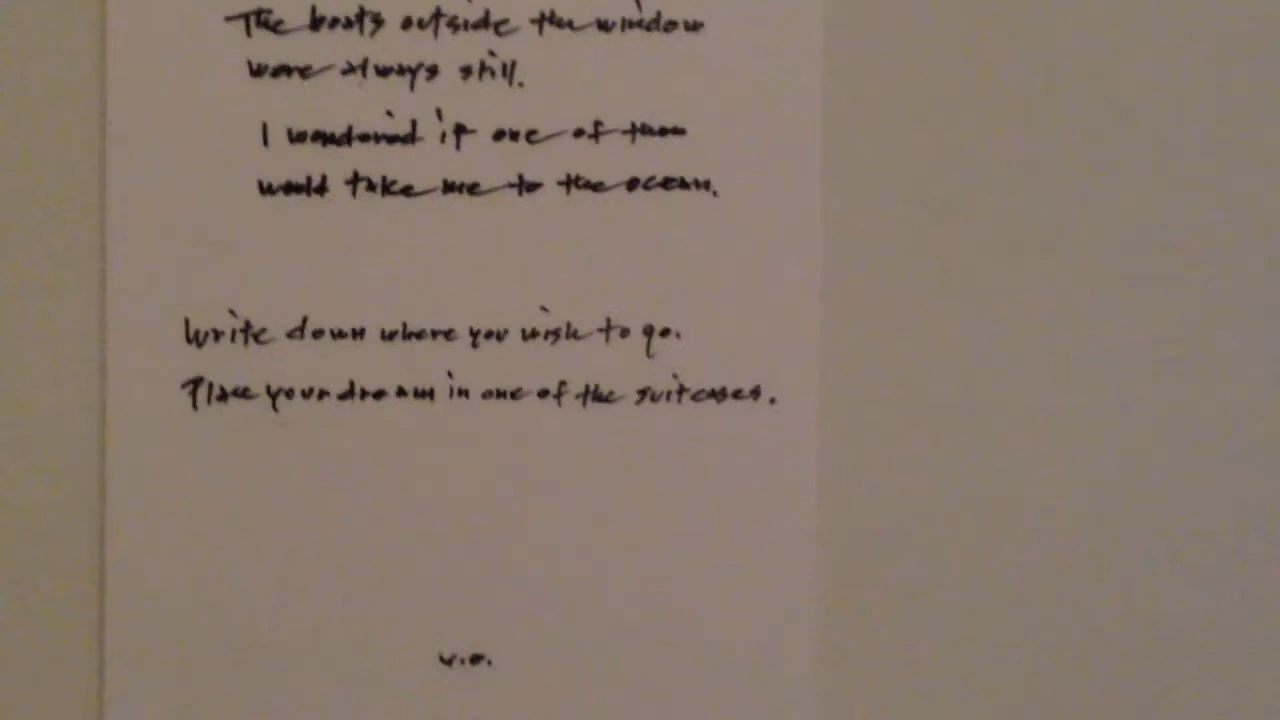 The boats outside the window
were always still.
I wondered if one of them
would take me to the ocean.
Write down where you wish to go.
Place your dream in one of the suitcases.
y.o.